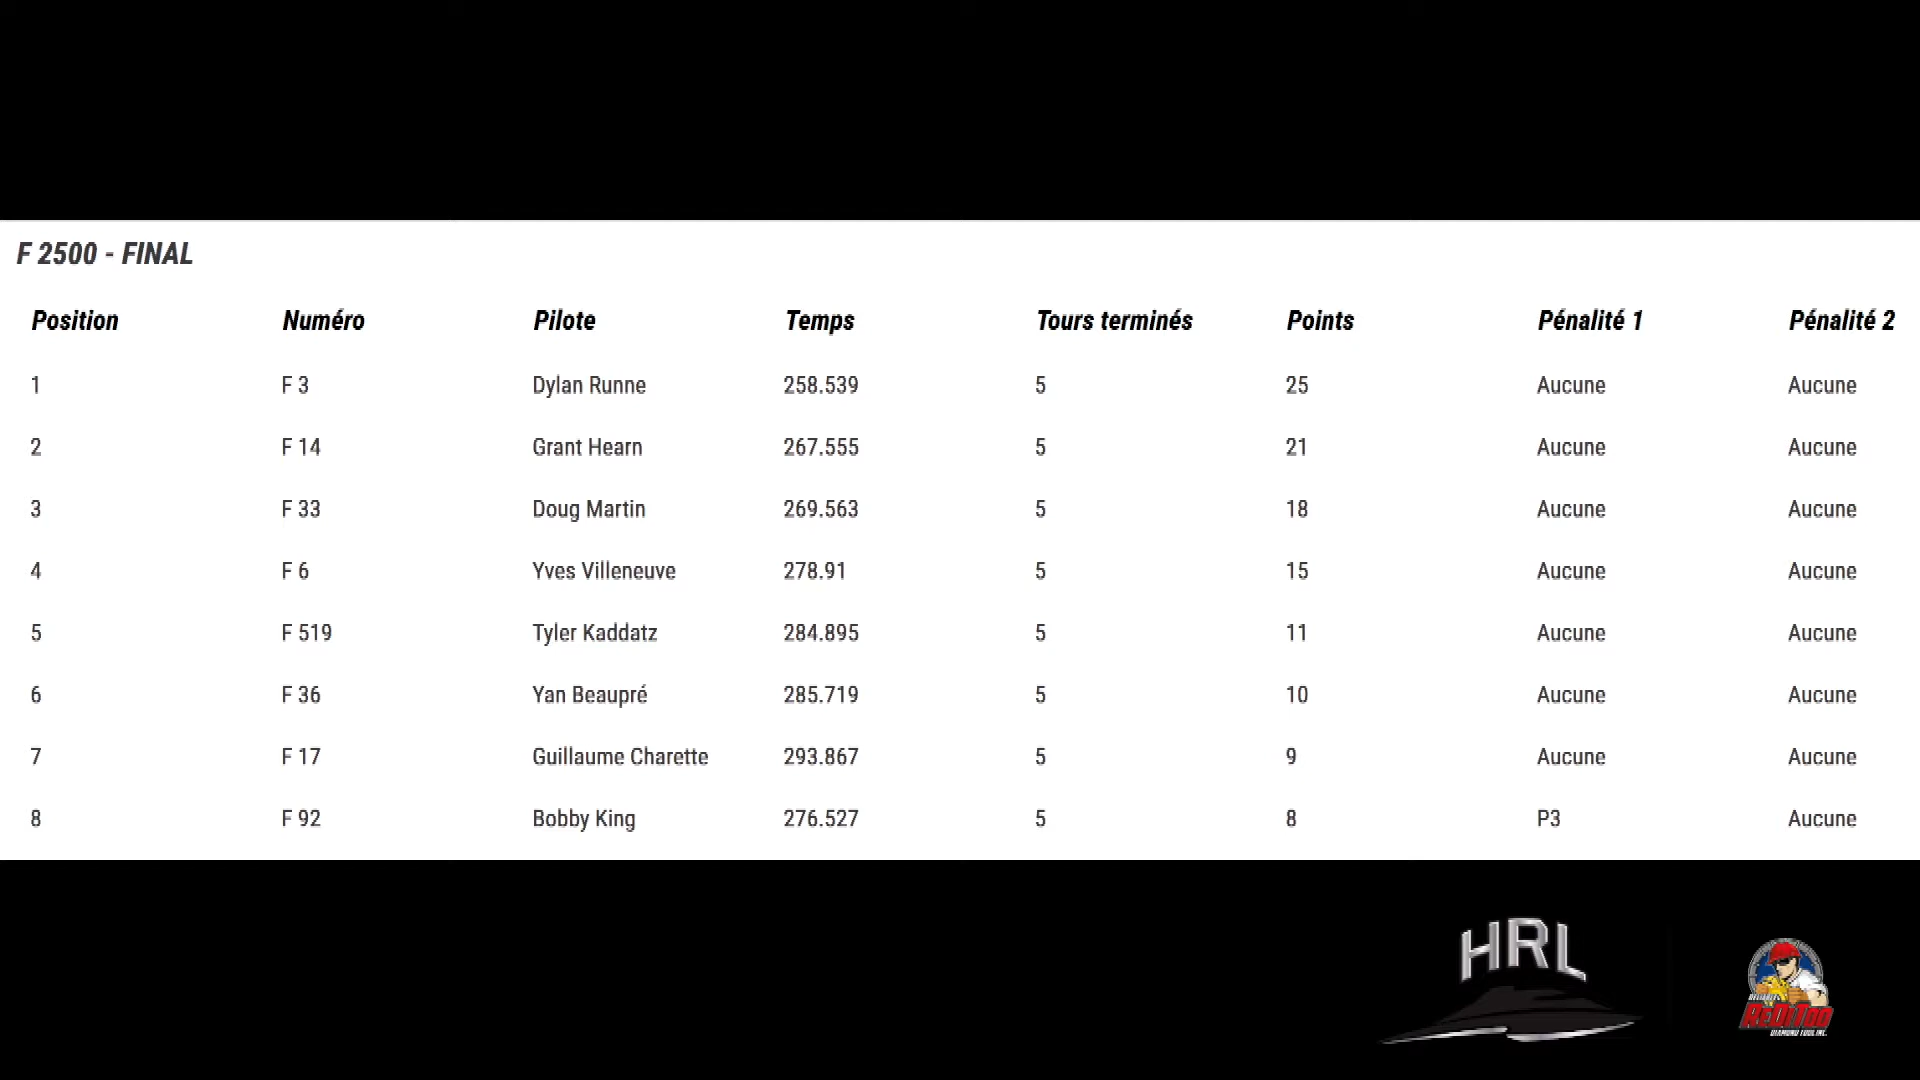 F 2500 - FINAL
Position Numéro Pilote Temps Tours terminés Points Pénalité 1 Pénalité 2
1 F 3 Dylan Runne 258.539 5 25 Aucune Aucune
2 F 14 Grant Hearn 267.555 5 21 Aucune Aucune
3 F 33 Doug Martin 269.563 5 18 Aucune Aucune
4 F 6 Yves Villeneuve 278.91 5 15 Aucune Aucune
5 F 519 Tyler Kaddatz 284.895 5 11 Aucune Aucune
6 F 36 Yan Beaupré 285.719 5 10 Aucune Aucune
7 F 17 Guillaume Charette 293.867 5 9 Aucune Aucune
8 F 92 Bobby King 276.527 5 8 P3 Aucune
HRL
DIAMOND TOOL INC.